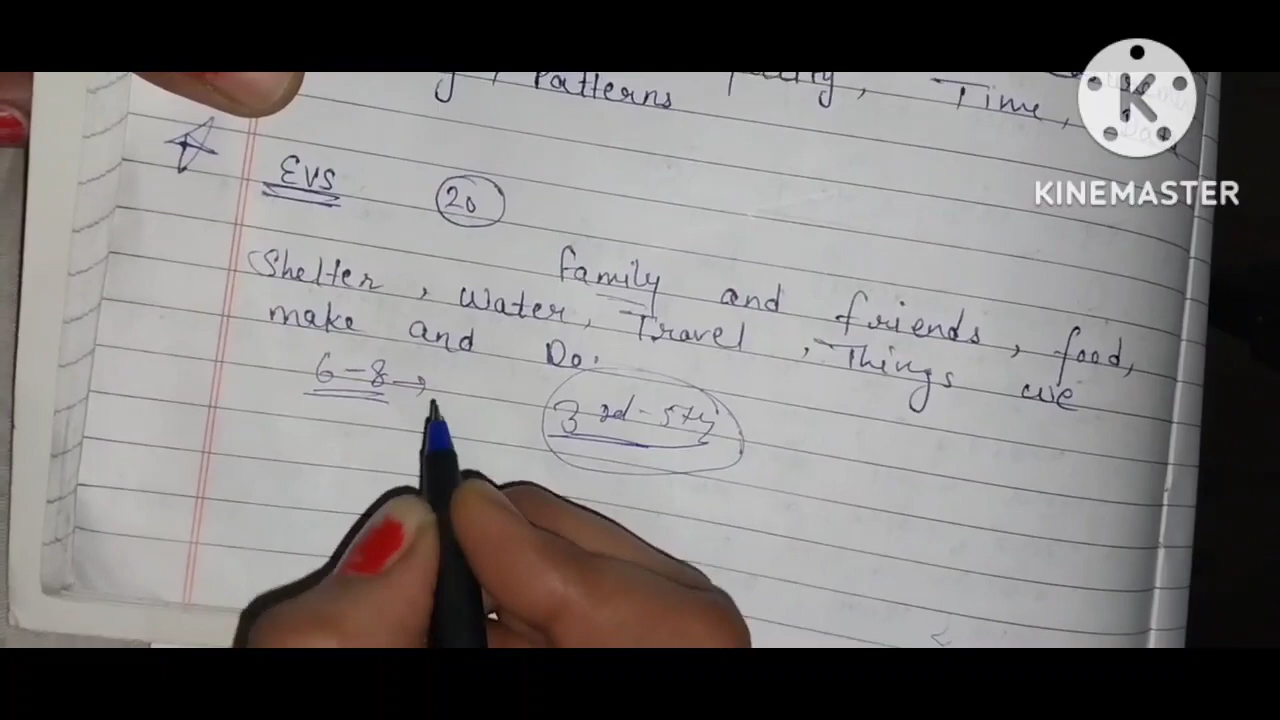 Patterns
Time,
EVS 20
family and friends, food,
Shelter, Water, Travel, Things we
make and Do.
6-8→
3rd-5th
KINEMASTER